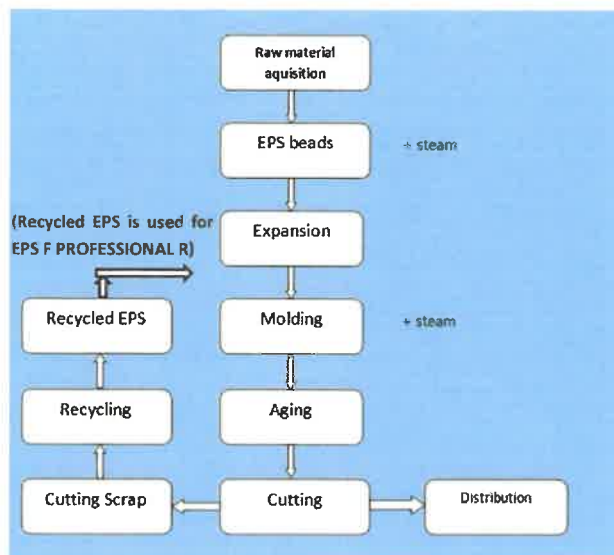 Raw material
aquisition
EPS beads
+ steam
(Recycled EPS is used for
EPS F PROFESSIONAL R)
Expansion
Recycled EPS
Molding
+ steam
Recycling
Aging
Cutting Scrap
Cutting
Distribution